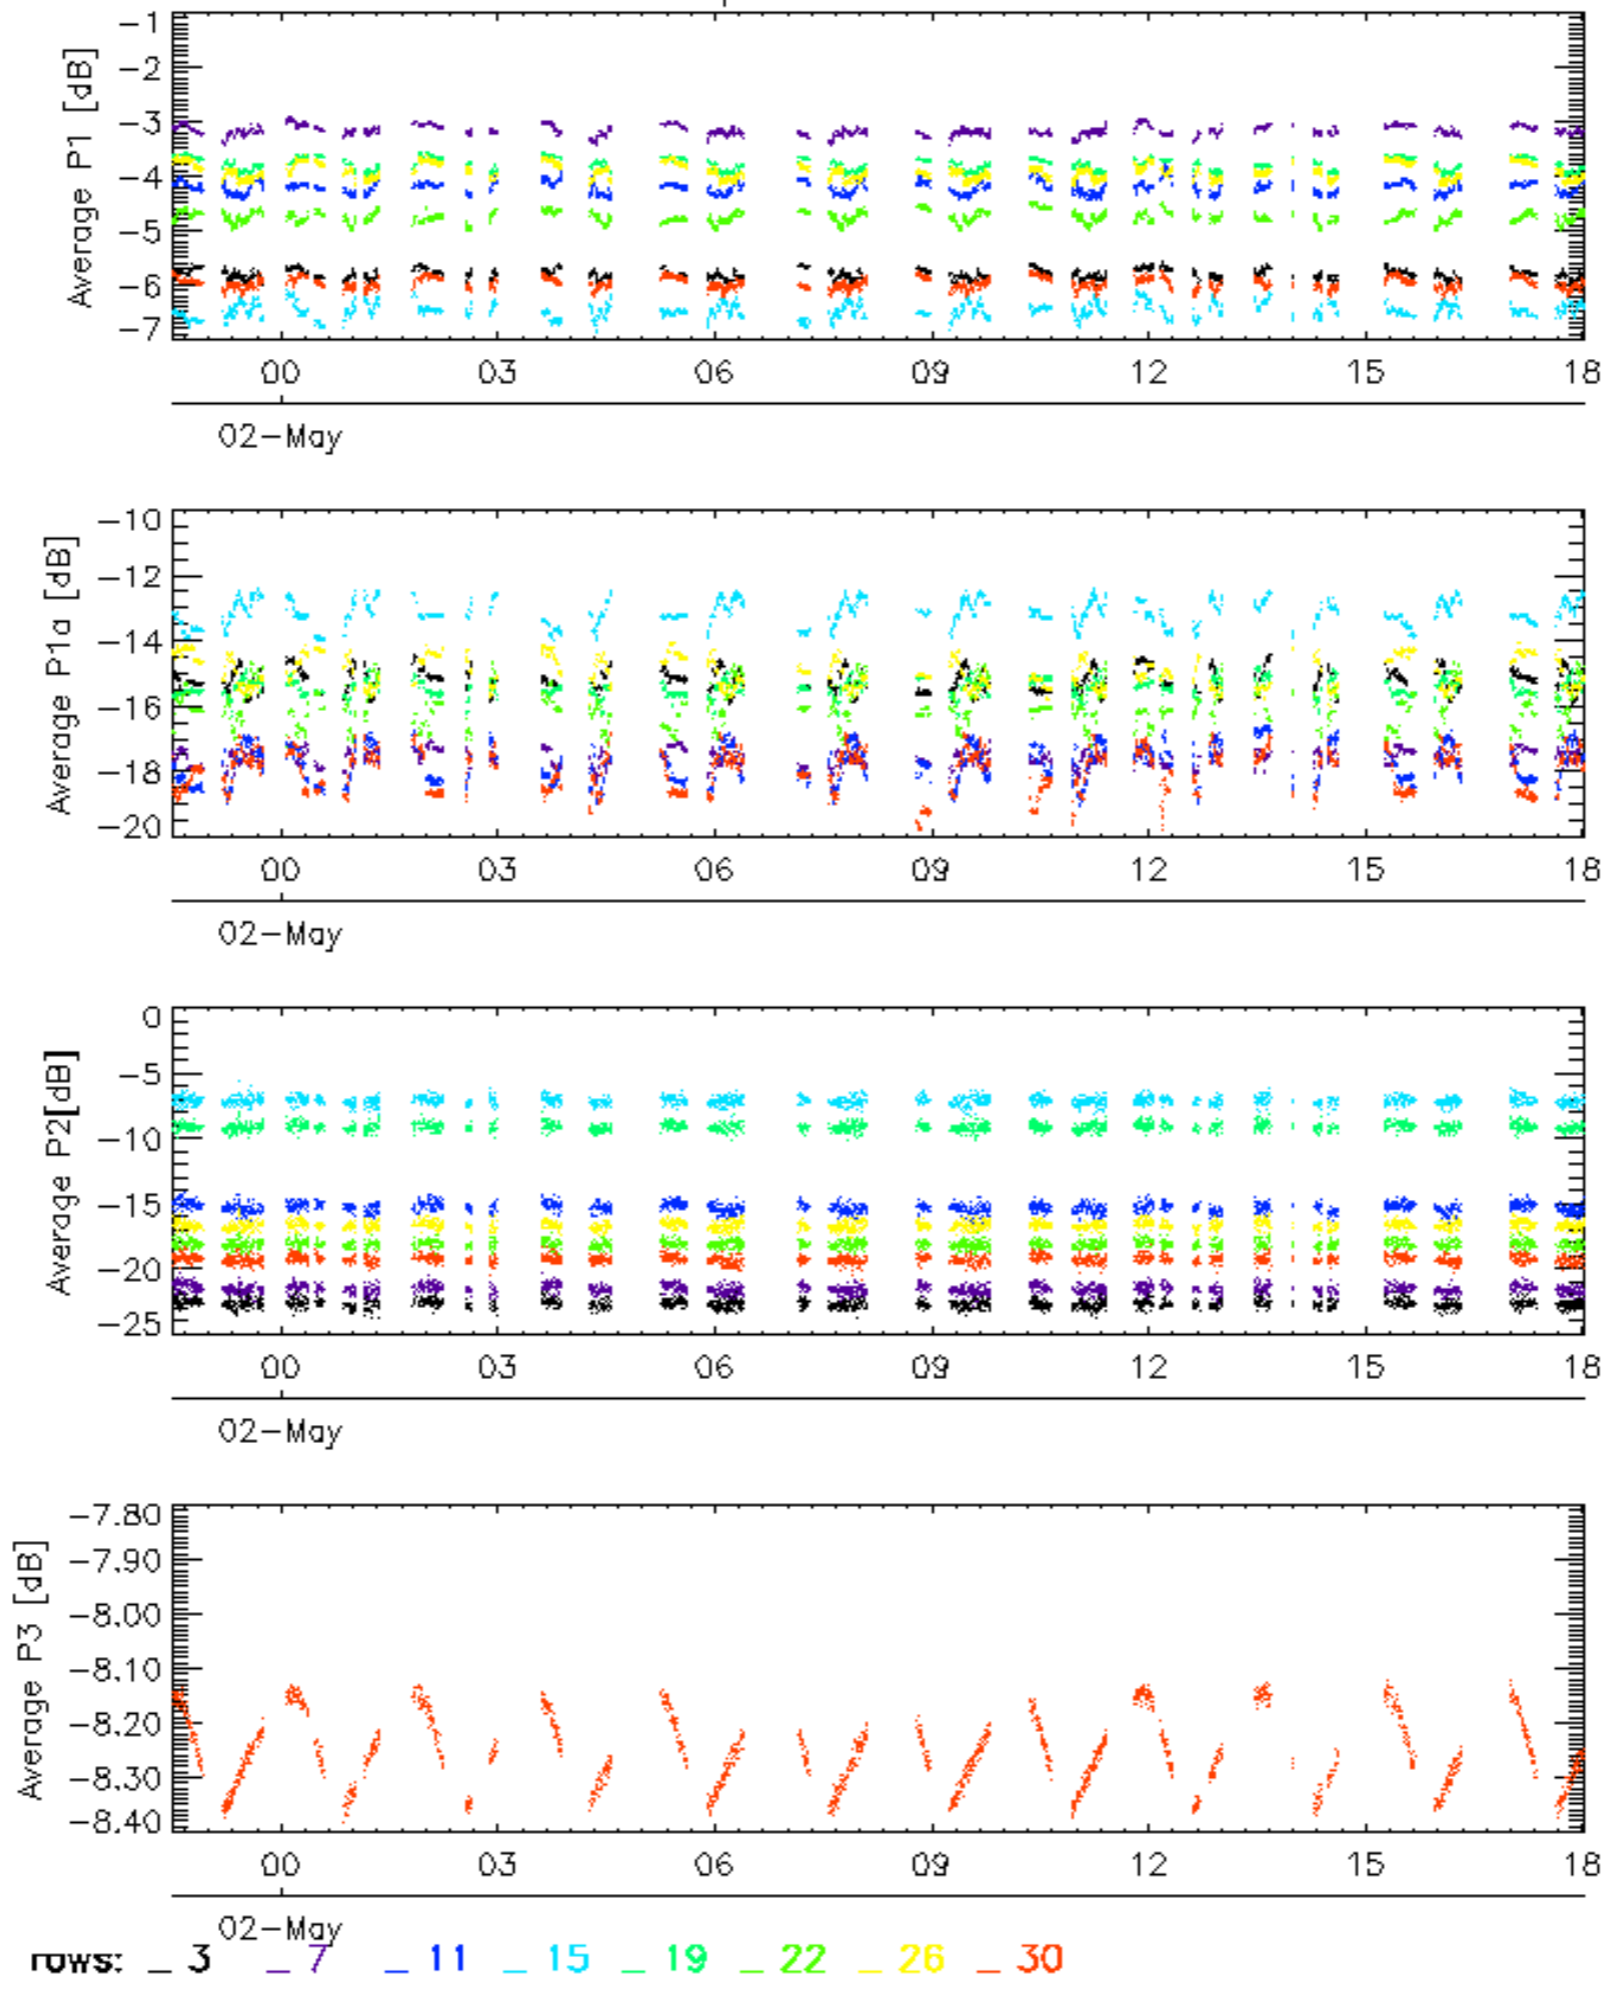 Average P1 [dB]
-1
-2
-3
-4
-5
-6
-7
00 03 06 09 12 15 18
02-May
Average P1a [dB]
-10
-12
-14
-16
-18
-20
00 03 06 09 12 15 18
02-May
Average P2[dB]
0
-5
-10
-15
-20
-25
00 03 06 09 12 15 18
02-May
Average P3 [dB]
-7.80
-7.90
-8.00
-8.10
-8.20
-8.30
-8.40
00 03 06 09 12 15 18
02-May
rows: _ 3 _ 7 _ 11 _ 15 _ 19 _ 22 _ 26 _ 30